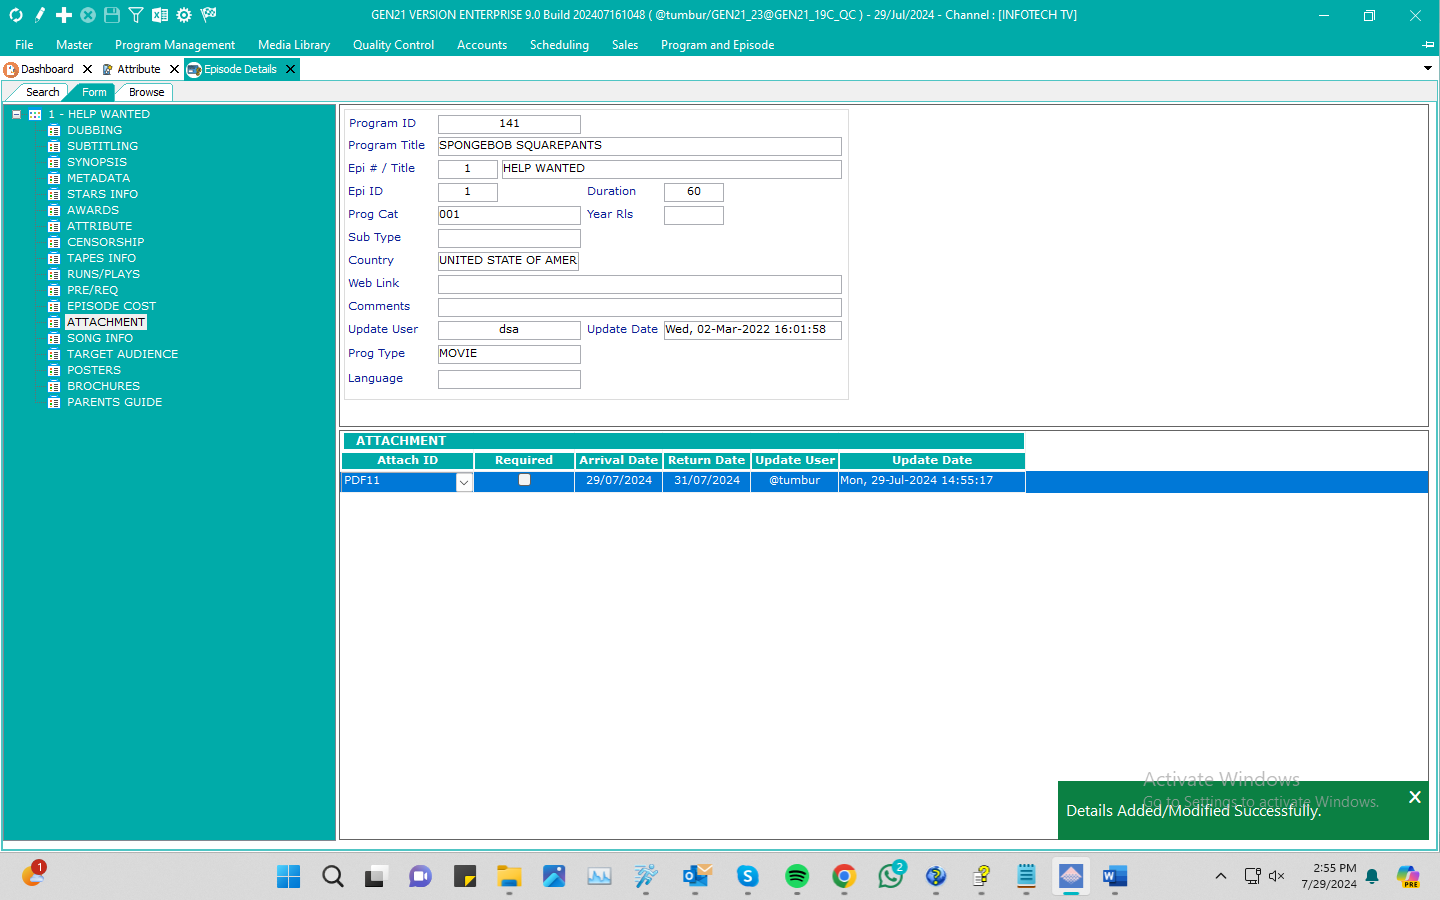 GEN21 VERSION ENTERPRISE 9.0 Build 202407161048 ( @tumbur/GEN21_23@GEN21_19C_QC ) - 29/Jul/2024 - Channel : [INFOTECH TV]
File Master Program Management Media Library Quality Control Accounts Scheduling Sales Program and Episode
Dashboard Attribute Episode Details
Search Form Browse
1 - HELP WANTED
DUBBING
SUBTITLING
SYNOPSIS
METADATA
STARS INFO
AWARDS
ATTRIBUTE
CENSORSHIP
TAPES INFO
RUNS/PLAYS
PRE/REQ
EPISODE COST
ATTACHMENT
SONG INFO
TARGET AUDIENCE
POSTERS
BROCHURES
PARENTS GUIDE
Program ID 141
Program Title SPONGEBOB SQUAREPANTS
Epi # / Title 1 HELP WANTED
Epi ID 1 Duration 60
Prog Cat 001 Year Rls
Sub Type
Country UNITED STATE OF AMER
Web Link
Comments
Update User dsa Update Date Wed, 02-Mar-2022 16:01:58
Prog Type MOVIE
Language
ATTACHMENT
Attach ID Required Arrival Date Return Date Update User Update Date
PDF11 29/07/2024 31/07/2024 @tumbur Mon, 29-Jul-2024 14:55:17
Activate Windows
Go to Settings to activate Windows.
Details Added/Modified Successfully.
1
2
2:55 PM
7/29/2024
PRE